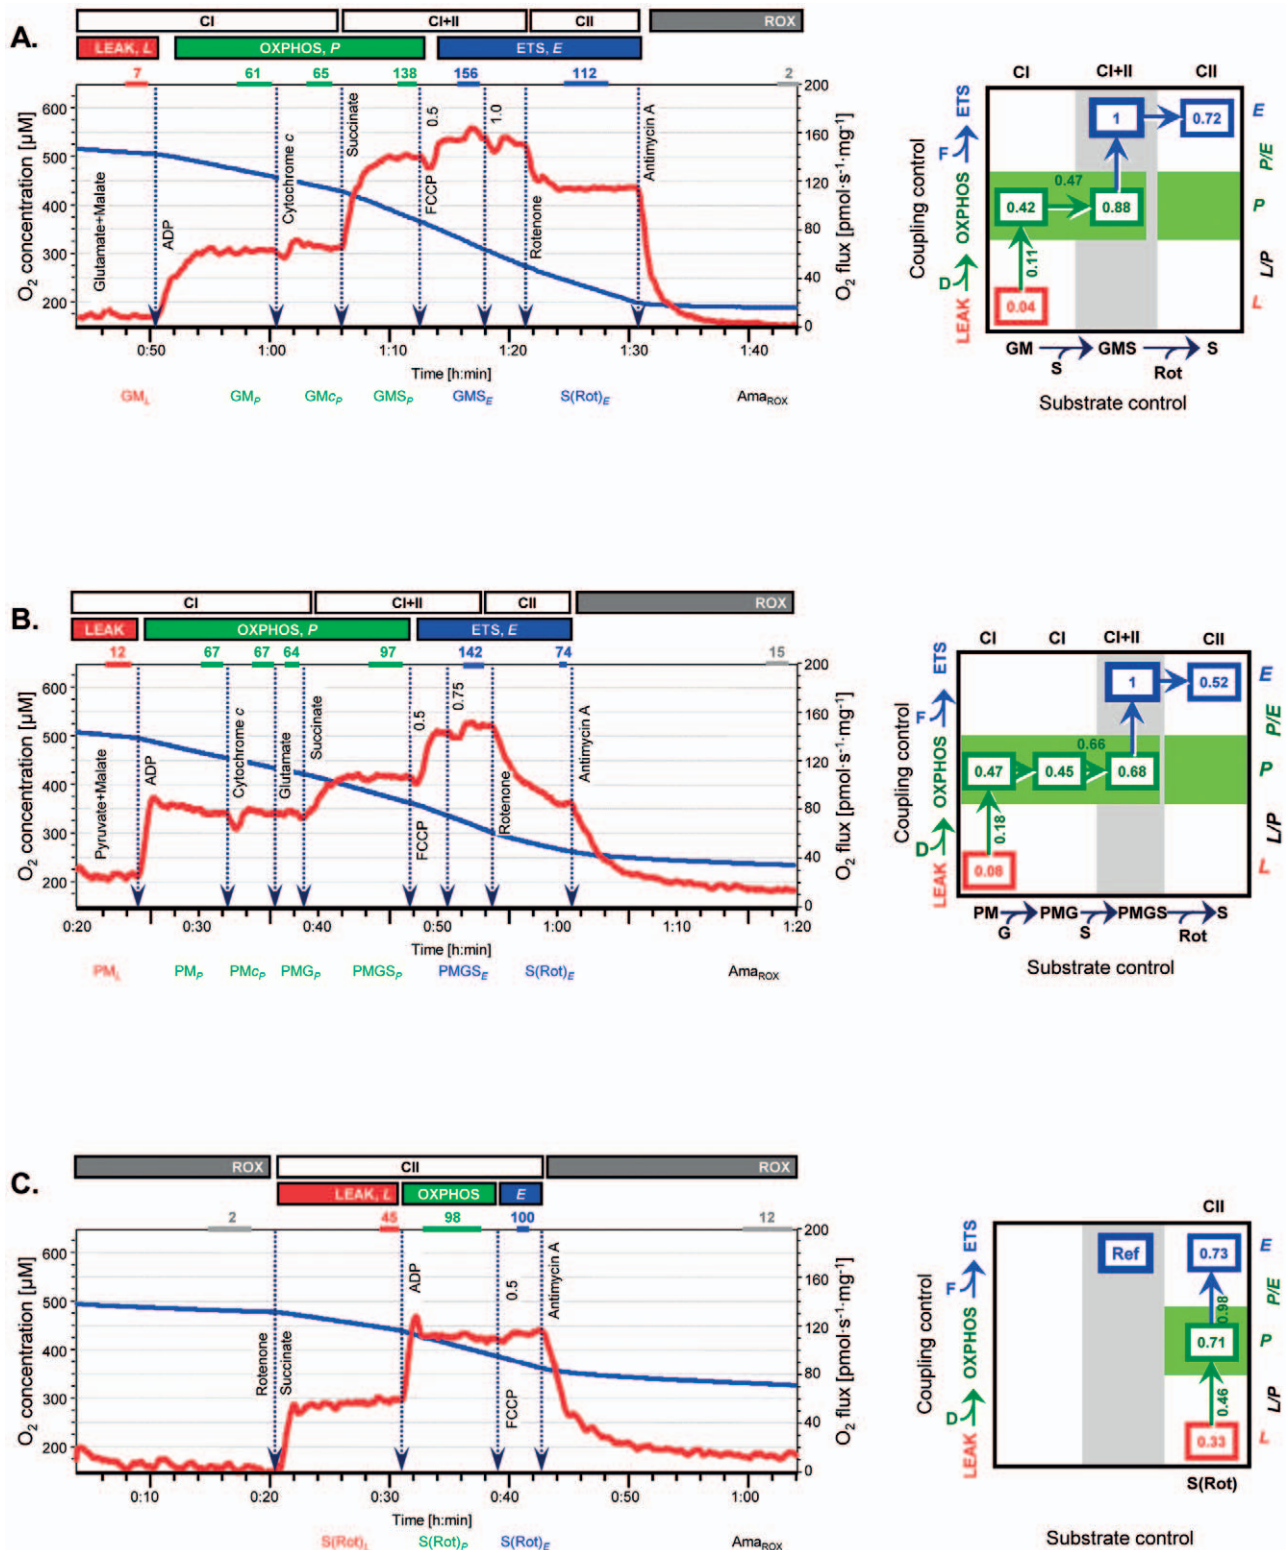 A.
CI
CI+II
CII
ROX
LEAK, L
OXPHOS, P
ETS, E
7
61
65
138
156
112
2
O2 concentration [µM]
600
500
400
300
200
Glutamate+Malate
ADP
Cytochrome c
Succinate
FCCP
0.5
1.0
Rotenone
Antimycin A
200
160
120
80
40
0
O2 flux [pmol·s-1·mg-1]
0:50
1:00
1:10
1:20
1:30
1:40
Time [h:min]
GML
GMP
GMcP
GMSP
GMSE
S(Rot)E
AmaROX
CI
CI+II
CII
Coupling control
LEAK
D
OXPHOS
F
ETS
1
0.72
0.47
0.42
0.88
0.11
0.04
E
P/E
P
L/P
L
GM
S
GMS
Rot
S
Substrate control
B.
CI
CI+II
CII
ROX
LEAK
OXPHOS, P
ETS, E
12
67
67
64
97
142
74
15
O2 concentration [µM]
600
500
400
300
200
Pyruvate+Malate
ADP
Cytochrome c
Glutamate
Succinate
FCCP
0.5
0.75
Rotenone
Antimycin A
200
160
120
80
40
0
O2 flux [pmol·s-1·mg-1]
0:20
0:30
0:40
0:50
1:00
1:10
1:20
Time [h:min]
PML
PMP
PMcP
PMGP
PMGSP
PMGSE
S(Rot)E
AmaROX
CI
CI
CI+II
CII
Coupling control
LEAK
D
OXPHOS
F
ETS
1
0.52
0.66
0.47
0.45
0.68
0.18
0.08
E
P/E
P
L/P
L
PM
G
PMG
S
PMGS
Rot
S
Substrate control
C.
ROX
CII
ROX
LEAK, L
OXPHOS
E
2
45
98
100
12
O2 concentration [µM]
600
500
400
300
200
Rotenone
Succinate
ADP
FCCP
0.5
Antimycin A
200
160
120
80
40
0
O2 flux [pmol·s-1·mg-1]
0:10
0:20
0:30
0:40
0:50
1:00
Time [h:min]
S(Rot)L
S(Rot)P
S(Rot)E
AmaROX
CII
Coupling control
LEAK
D
OXPHOS
F
ETS
Ref
0.73
0.98
0.71
0.46
0.33
E
P/E
P
L/P
L
S(Rot)
Substrate control